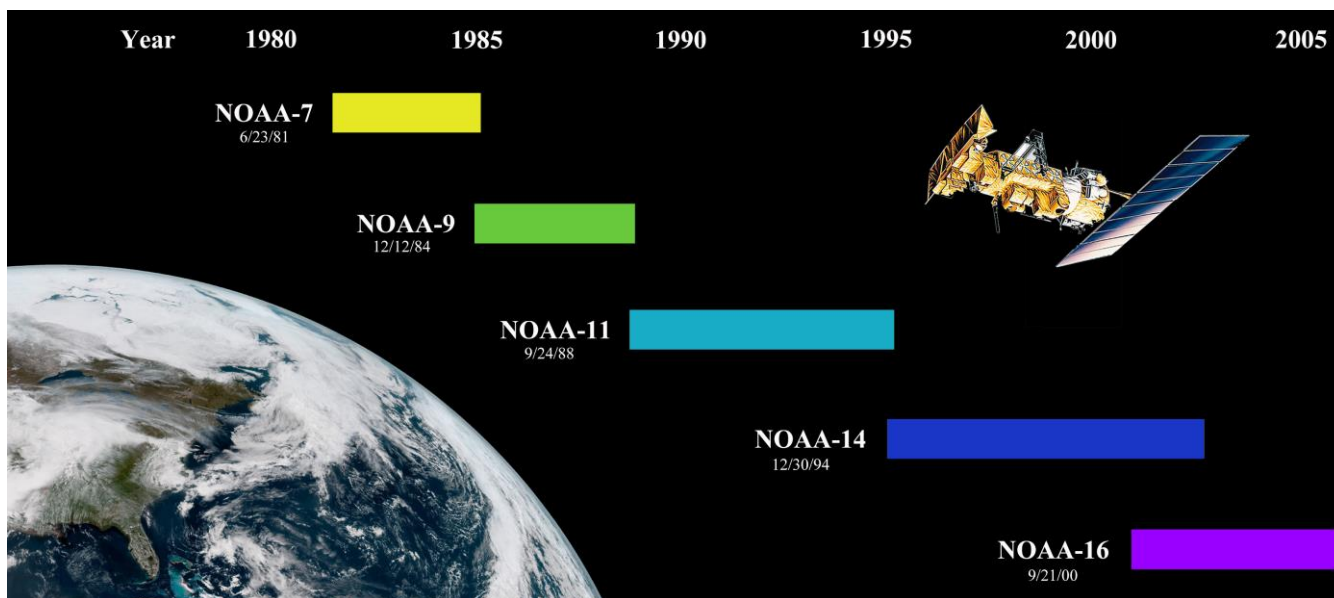 Year 1980 1985 1990 1995 2000 2005
NOAA-7
6/23/81
NOAA-9
12/12/84
NOAA-11
9/24/88
NOAA-14
12/30/94
NOAA-16
9/21/00